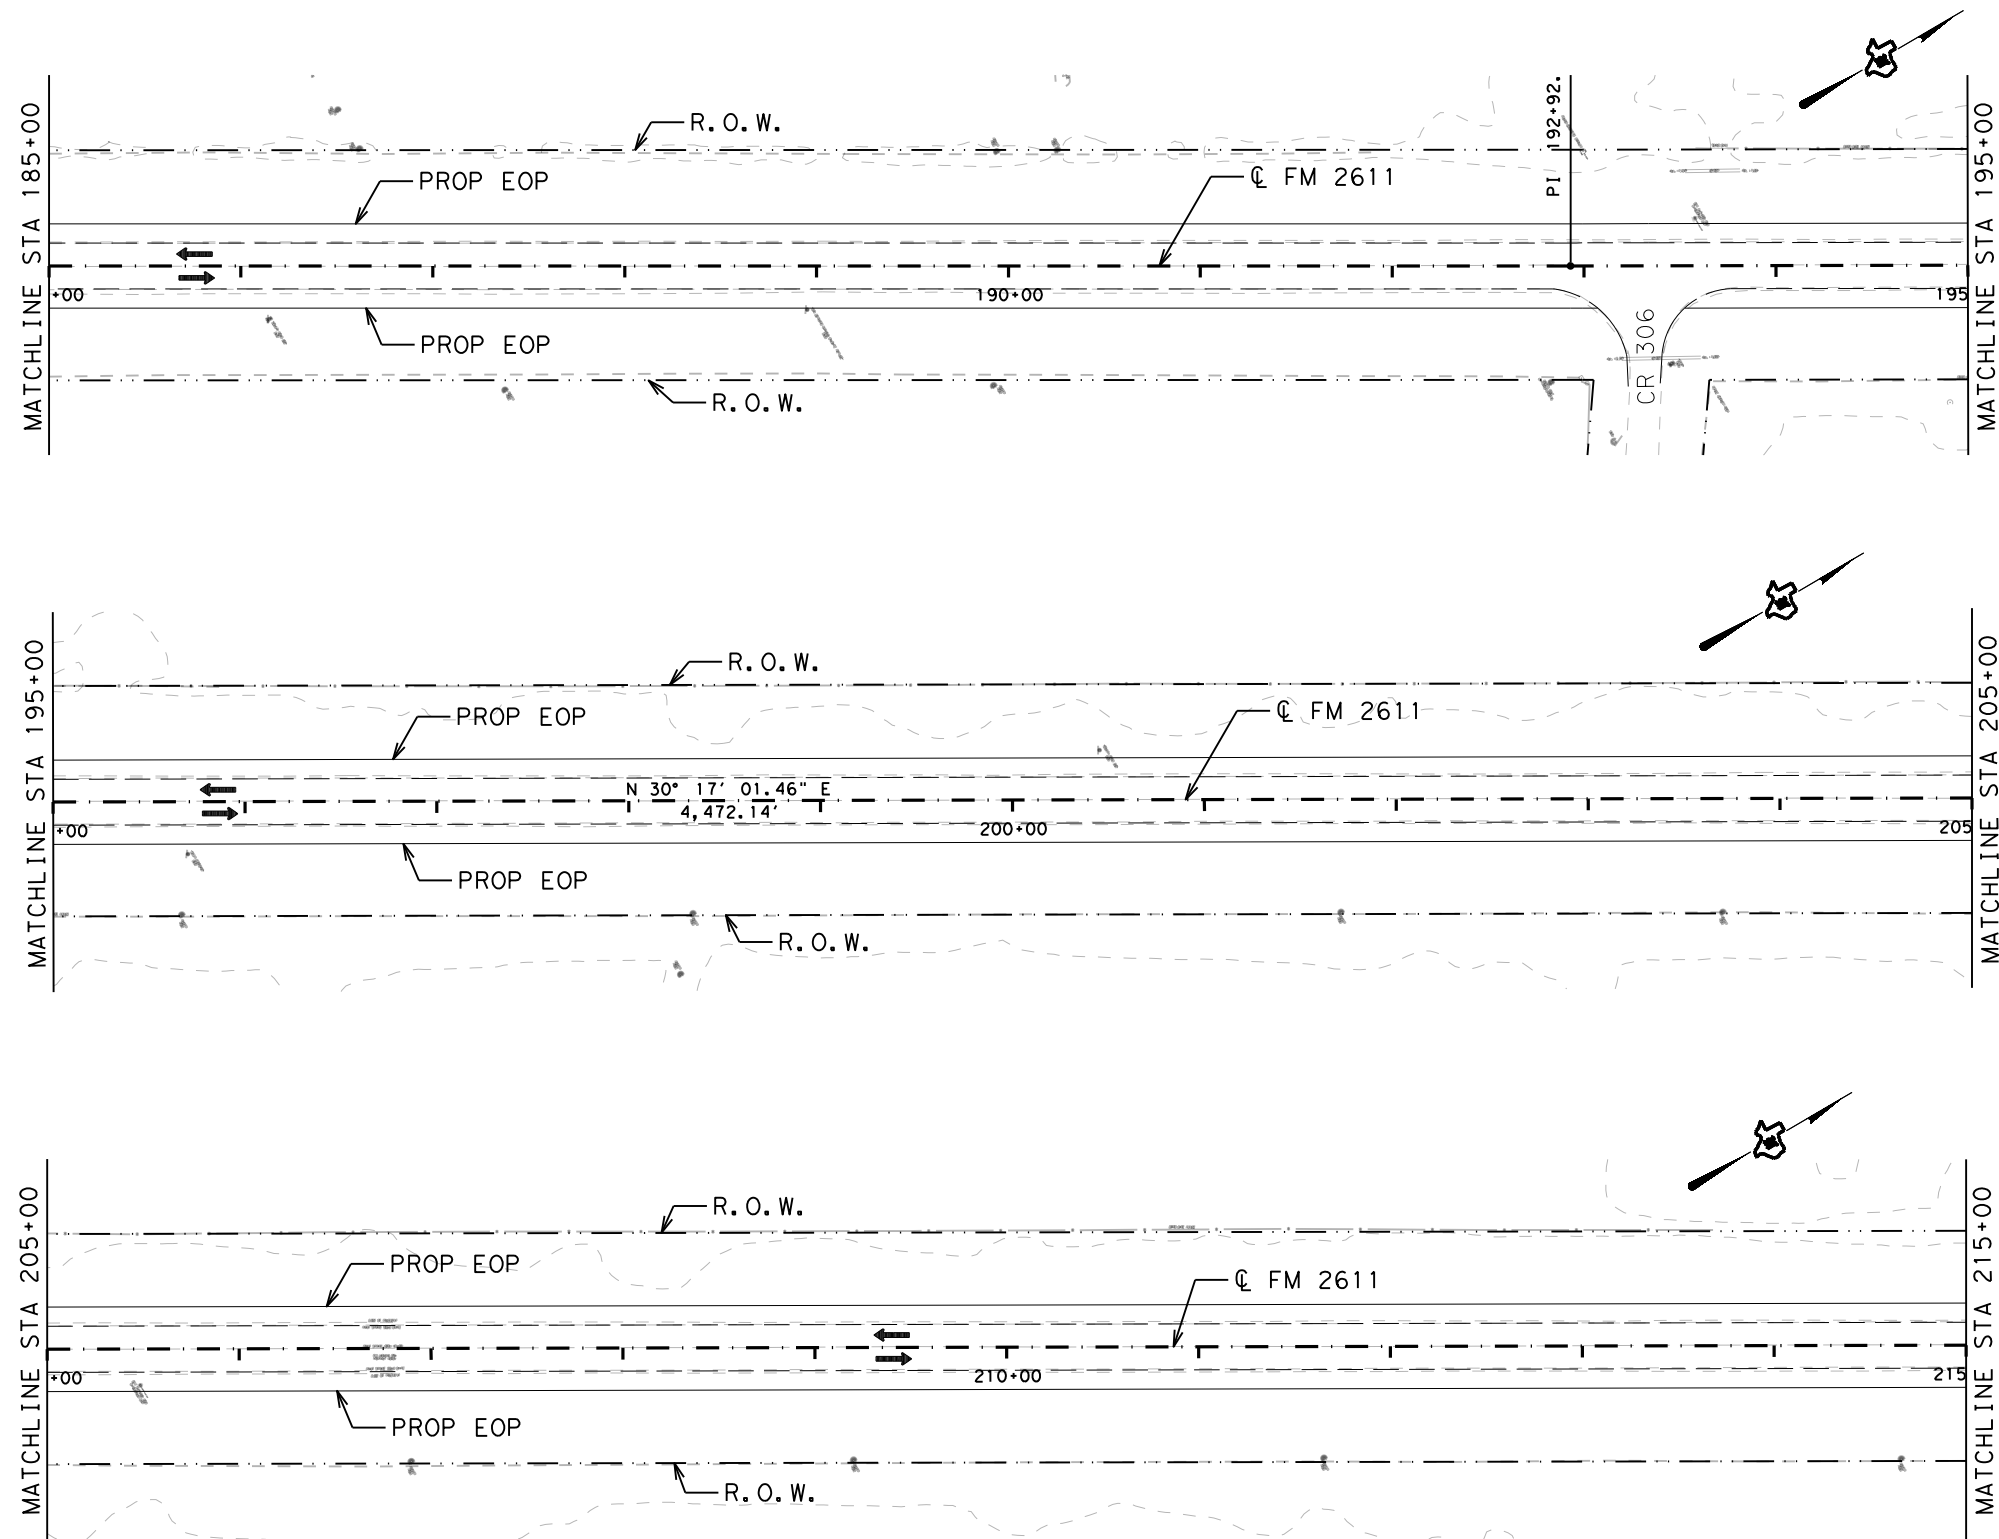 MATCHLINE STA 185+00
R.O.W.
PROP EOP
℄ FM 2611
PI 192+92.
MATCHLINE STA 195+00
+00
190+00
195
PROP EOP
R.O.W.
CR 306
MATCHLINE STA 195+00
R.O.W.
PROP EOP
℄ FM 2611
MATCHLINE STA 205+00
N 30° 17' 01.46" E
4,472.14'
+00
200+00
205
PROP EOP
R.O.W.
MATCHLINE STA 205+00
R.O.W.
PROP EOP
℄ FM 2611
MATCHLINE STA 215+00
+00
210+00
215
PROP EOP
R.O.W.